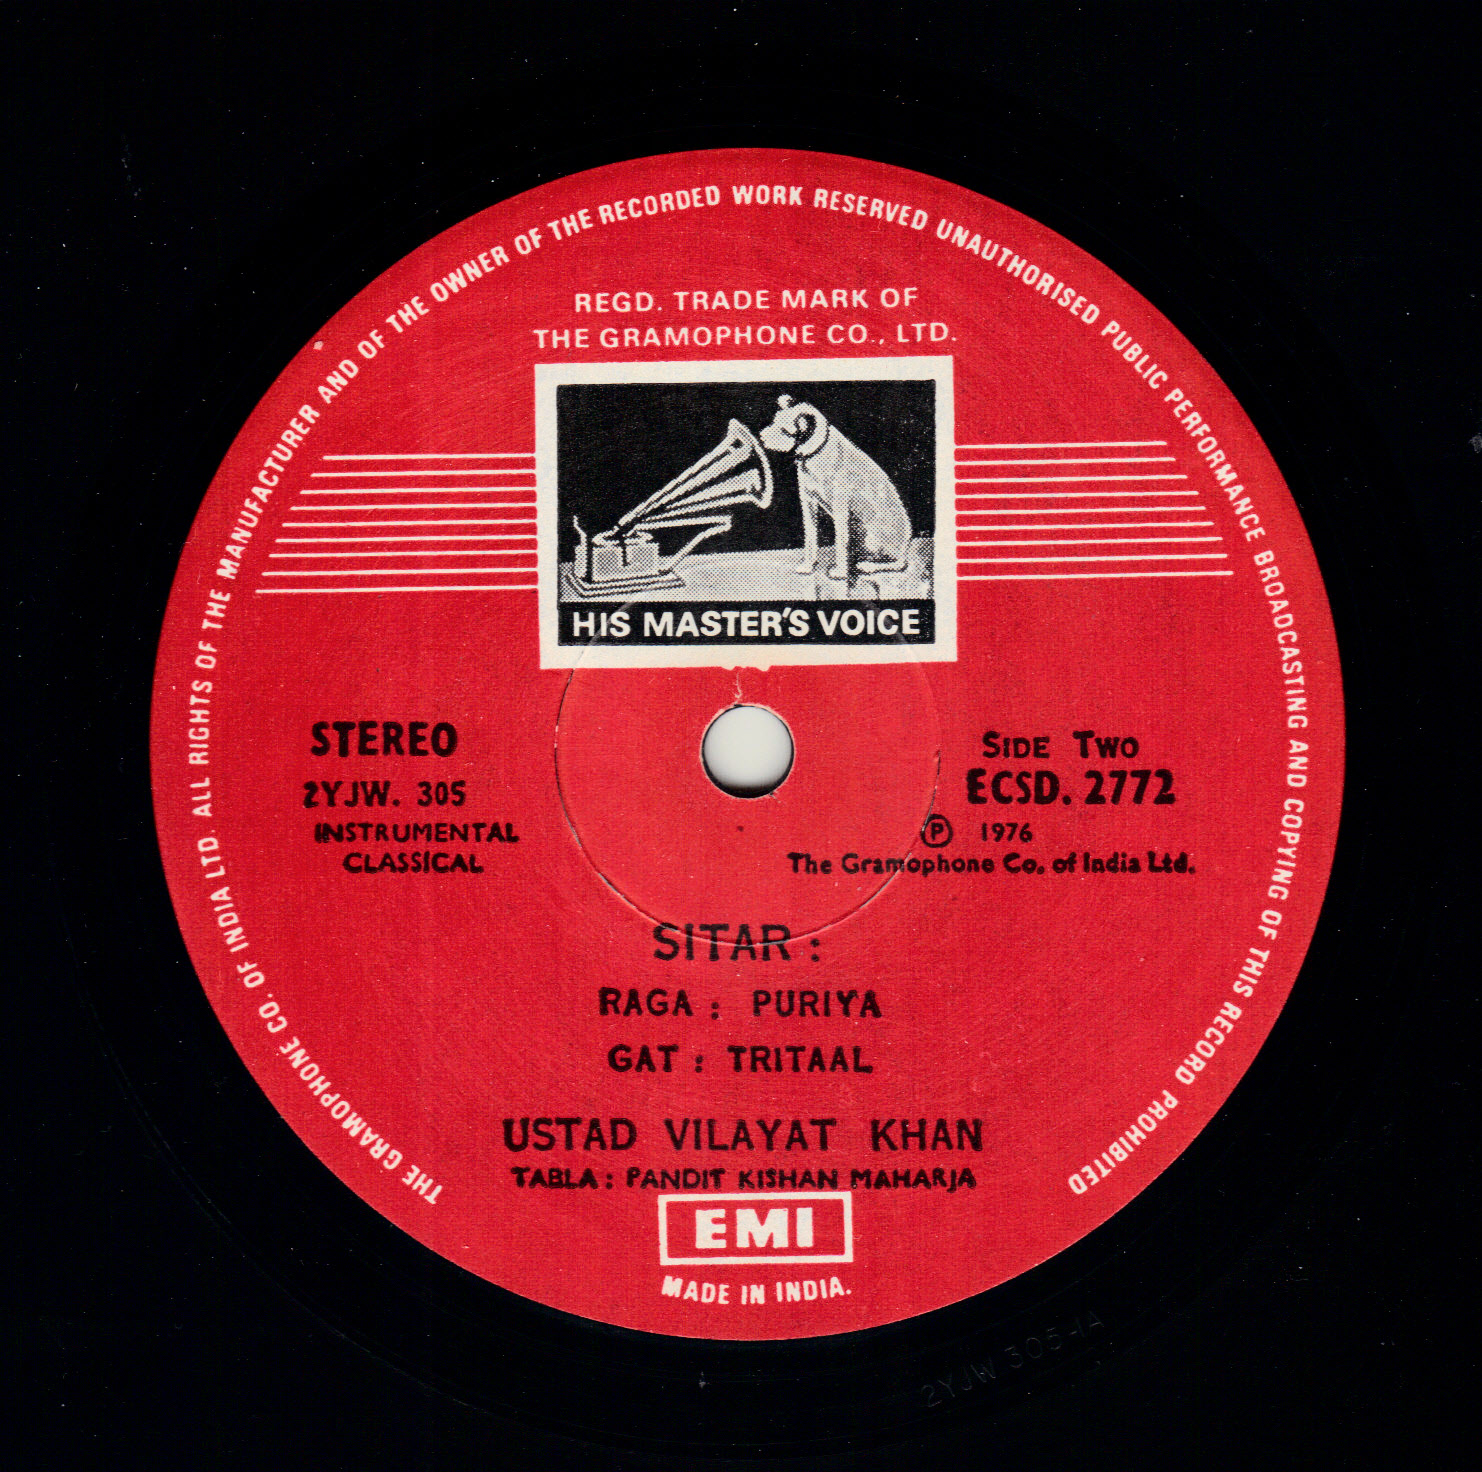 THE GRAMOPHONE CO. OF INDIA LTD. ALL RIGHTS OF THE MANUFACTURER AND OF THE OWNER OF THE RECORDED WORK RESERVED UNAUTHORISED PUBLIC PERFORMANCE BROADCASTING AND COPYING OF THIS RECORD PROHIBITED
REGD. TRADE MARK OF
THE GRAMOPHONE CO., LTD.
HIS MASTER'S VOICE
STEREO
2YJW. 305
INSTRUMENTAL
CLASSICAL
SIDE TWO
ECSD. 2772
Ⓟ 1976
The Gramophone Co. of India Ltd.
SITAR :
RAGA : PURIYA
GAT : TRITAAL
USTAD VILAYAT KHAN
TABLA : PANDIT KISHAN MAHARJA
EMI
MADE IN INDIA.
2YJW 305-1A